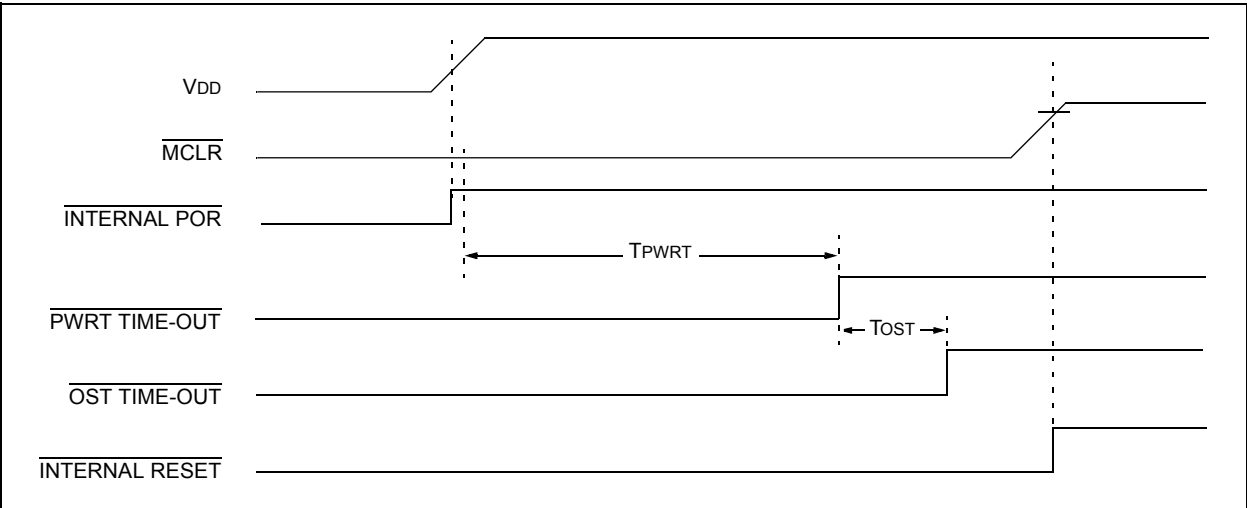 VDD
MCLR
INTERNAL POR
TPWRT
PWRT TIME-OUT
TOST
OST TIME-OUT
INTERNAL RESET